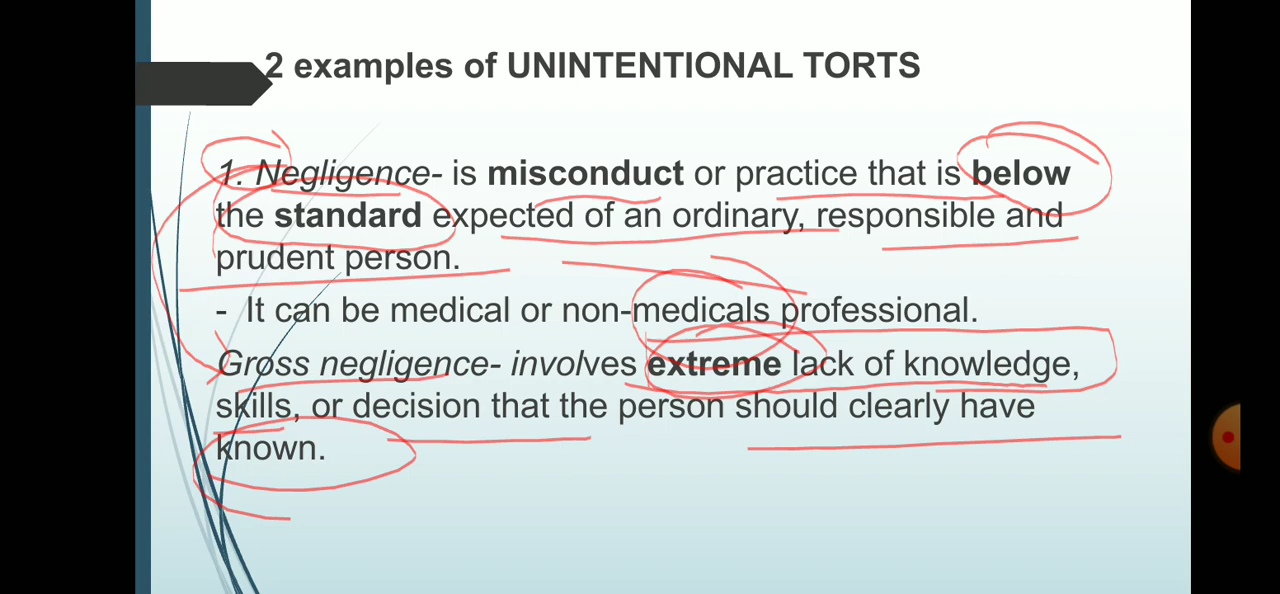 2 examples of UNINTENTIONAL TORTS
1. Negligence- is misconduct or practice that is below
the standard expected of an ordinary, responsible and
prudent person.
- It can be medical or non-medicals professional.
Gross negligence- involves extreme lack of knowledge,
skills, or decision that the person should clearly have
known.